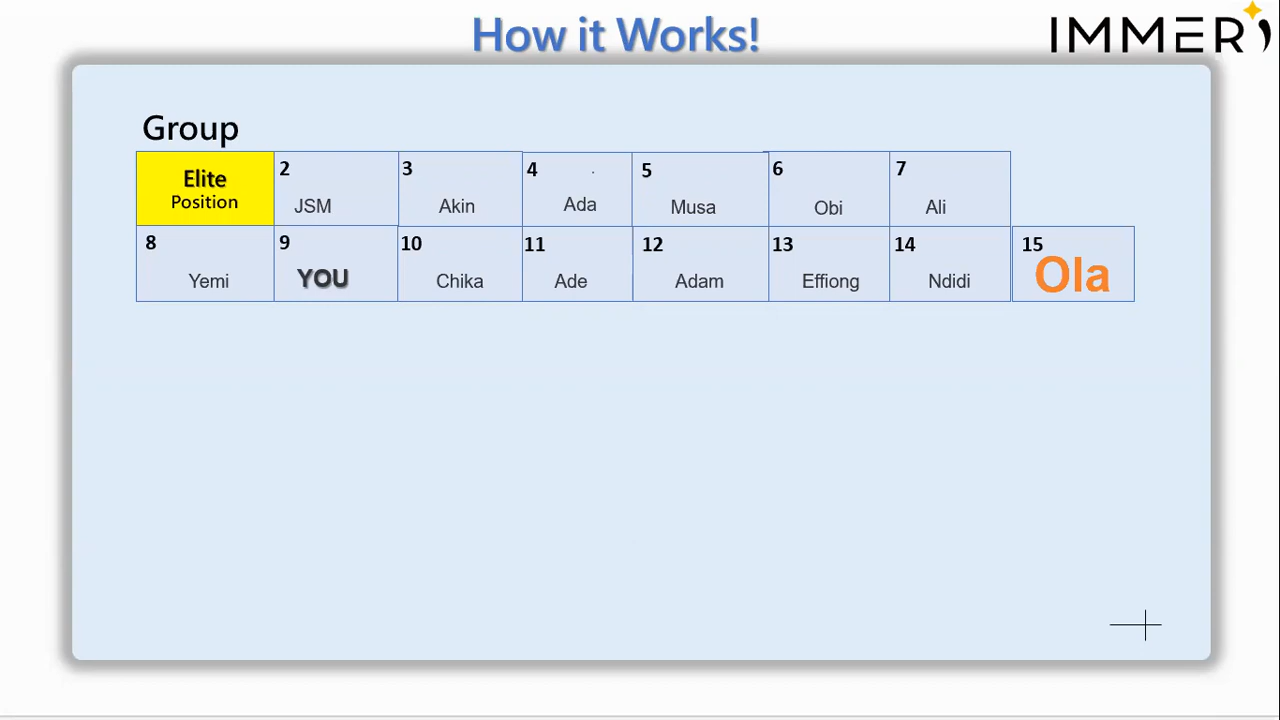 How it Works!
IMMERI
Group
Elite
Position
2
JSM
3
Akin
4
Ada
5
Musa
6
Obi
7
Ali
8
Yemi
9
YOU
10
Chika
11
Ade
12
Adam
13
Effiong
14
Ndidi
15
Ola